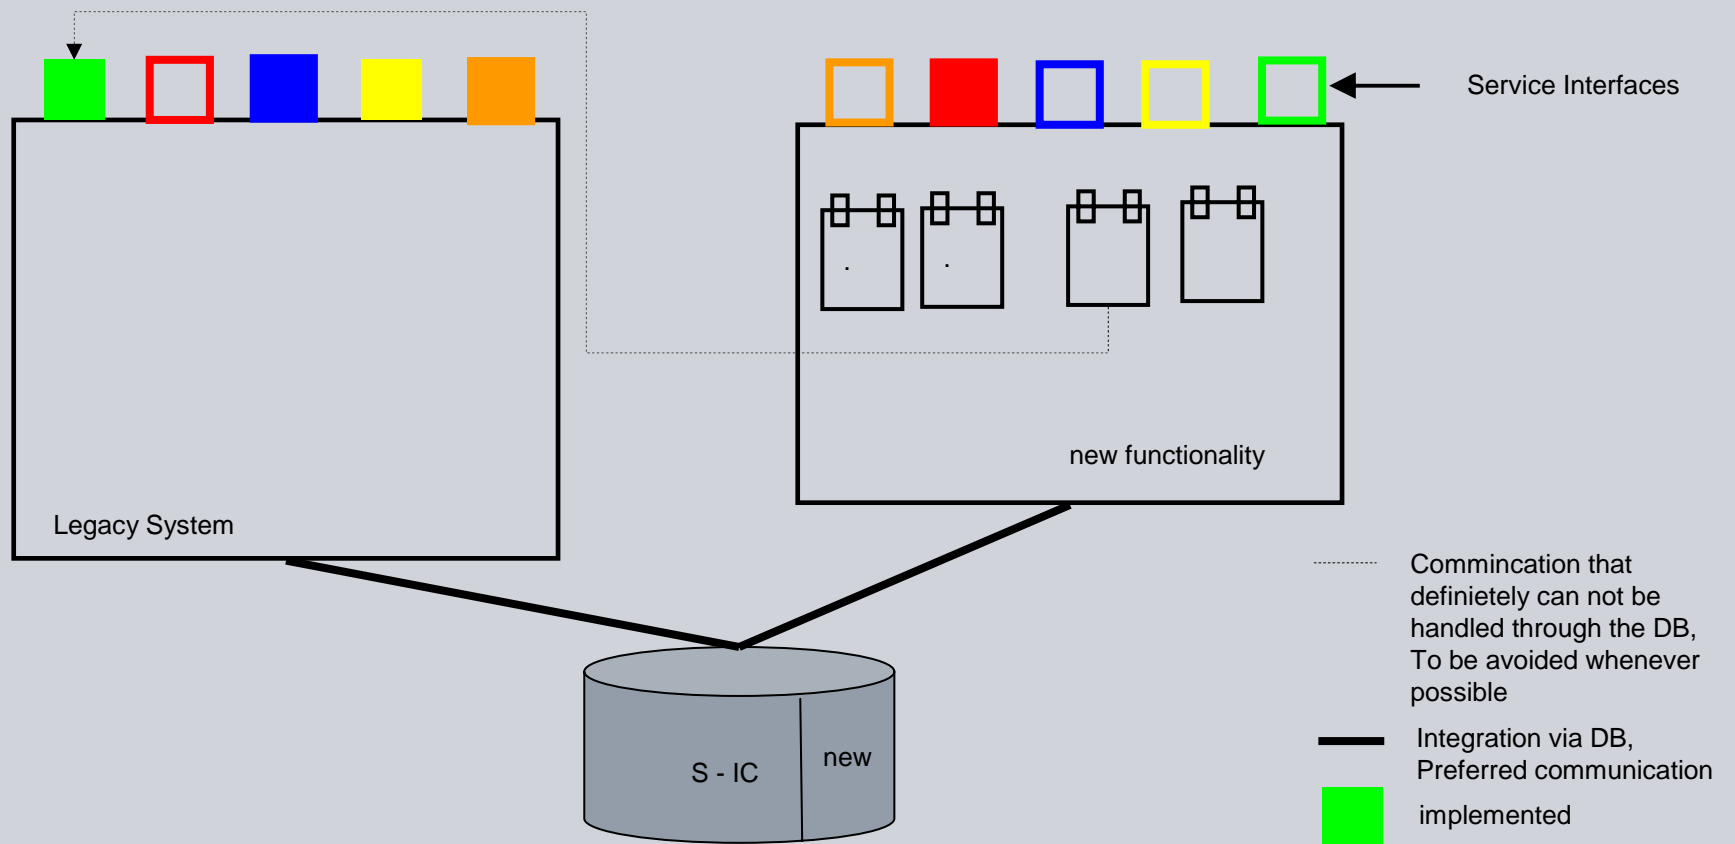 Service Interfaces
new functionality
Legacy System
Commincation that
definietely can not be
handled through the DB,
To be avoided whenever
possible
Integration via DB,
Preferred communication
implemented
S - IC
new